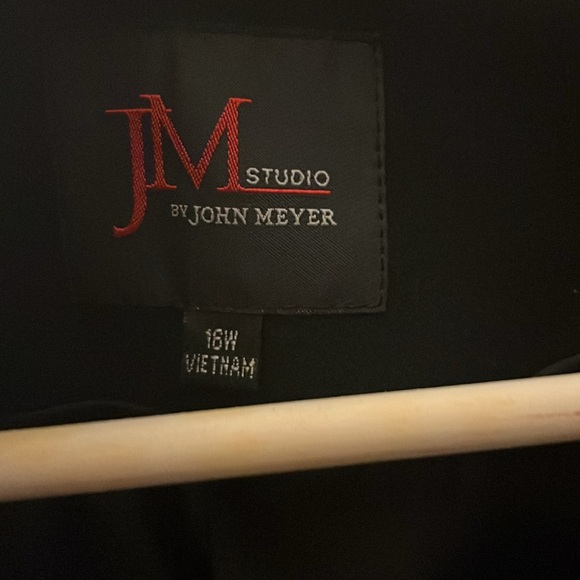 JM STUDIO
BY JOHN MEYER
16W
VIETNAM